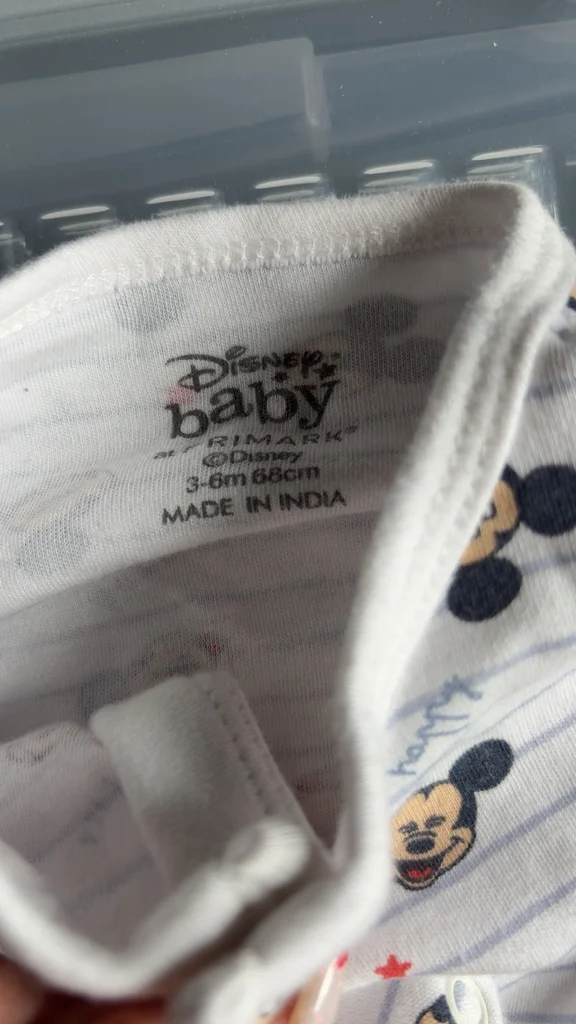 Disney
baby
at PRIMARK®
©Disney
3-6m 68cm
MADE IN INDIA
happy